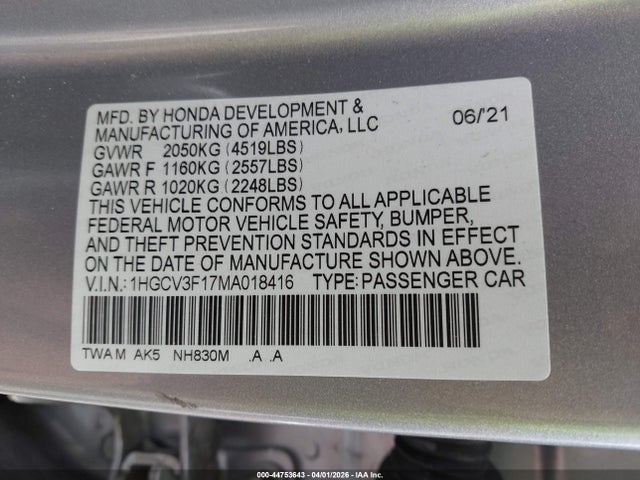 MFD. BY HONDA DEVELOPMENT & 06/'21
MANUFACTURING OF AMERICA, LLC
GVWR 2050KG (4519LBS)
GAWR F 1160KG (2557LBS)
GAWR R 1020KG (2248LBS)
THIS VEHICLE CONFORMS TO ALL APPLICABLE
FEDERAL MOTOR VEHICLE SAFETY, BUMPER,
AND THEFT PREVENTION STANDARDS IN EFFECT
ON THE DATE OF MANUFACTURE SHOWN ABOVE.
V.I.N.: 1HGCV3F17MA018416 TYPE: PASSENGER CAR
TWA M AK5 NH830M .A .A
000-44753643 - 04/01/2026 - IAA Inc.